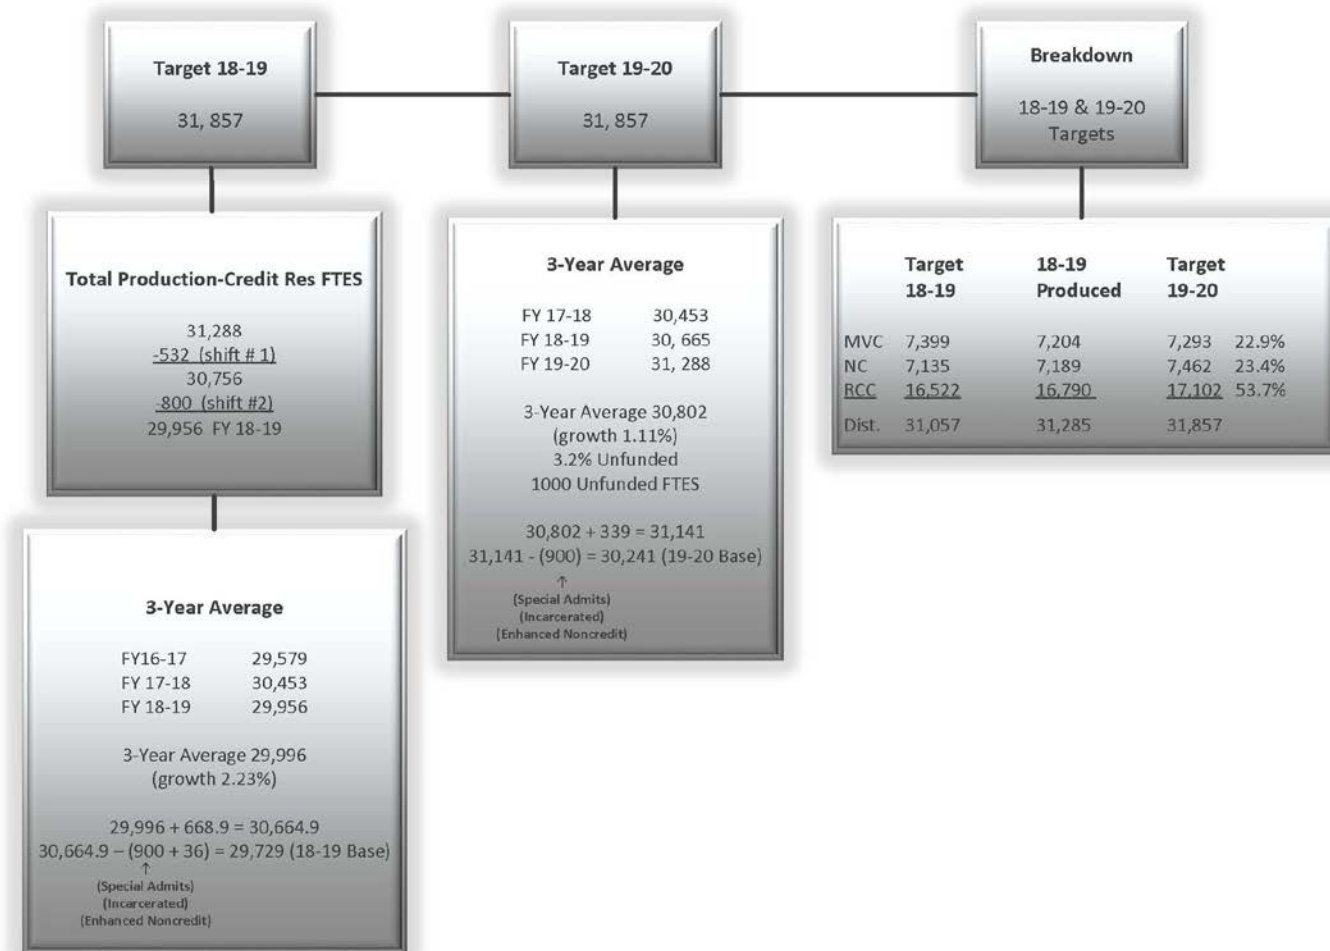 Target 18-19
31, 857
Target 19-20
31, 857
Breakdown
18-19 & 19-20
Targets
Total Production-Credit Res FTES
31,288
-532 (shift # 1)
30,756
-800 (shift #2)
29,956 FY 18-19
3-Year Average
FY16-17 29,579
FY 17-18 30,453
FY 18-19 29,956
3-Year Average 29,996
(growth 2.23%)
29,996 + 668.9 = 30,664.9
30,664.9 – (900 + 36) = 29,729 (18-19 Base)
↑
(Special Admits)
(Incarcerated)
(Enhanced Noncredit)
3-Year Average
FY 17-18 30,453
FY 18-19 30, 665
FY 19-20 31, 288
3-Year Average 30,802
(growth 1.11%)
3.2% Unfunded
1000 Unfunded FTES
30,802 + 339 = 31,141
31,141 - (900) = 30,241 (19-20 Base)
↑
(Special Admits)
(Incarcerated)
(Enhanced Noncredit)
Target 18-19 Target
18-19 Produced 19-20
MVC 7,399 7,204 7,293 22.9%
NC 7,135 7,189 7,462 23.4%
RCC 16,522 16,790 17,102 53.7%
Dist. 31,057 31,285 31,857